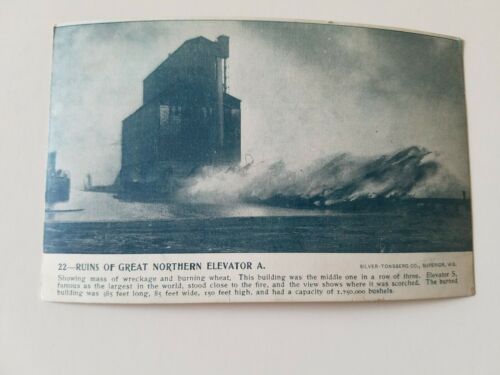 22—RUINS OF GREAT NORTHERN ELEVATOR A. SILVER-TONSBERG CO., SUPERIOR, WIS.
Showing mass of wreckage and burning wheat. This building was the middle one in a row of three. Elevator S,
famous as the largest in the world, stood close to the fire, and the view shows where it was scorched. The burned
building was 385 feet long, 85 feet wide, 150 feet high, and had a capacity of 1,750,000 bushels.